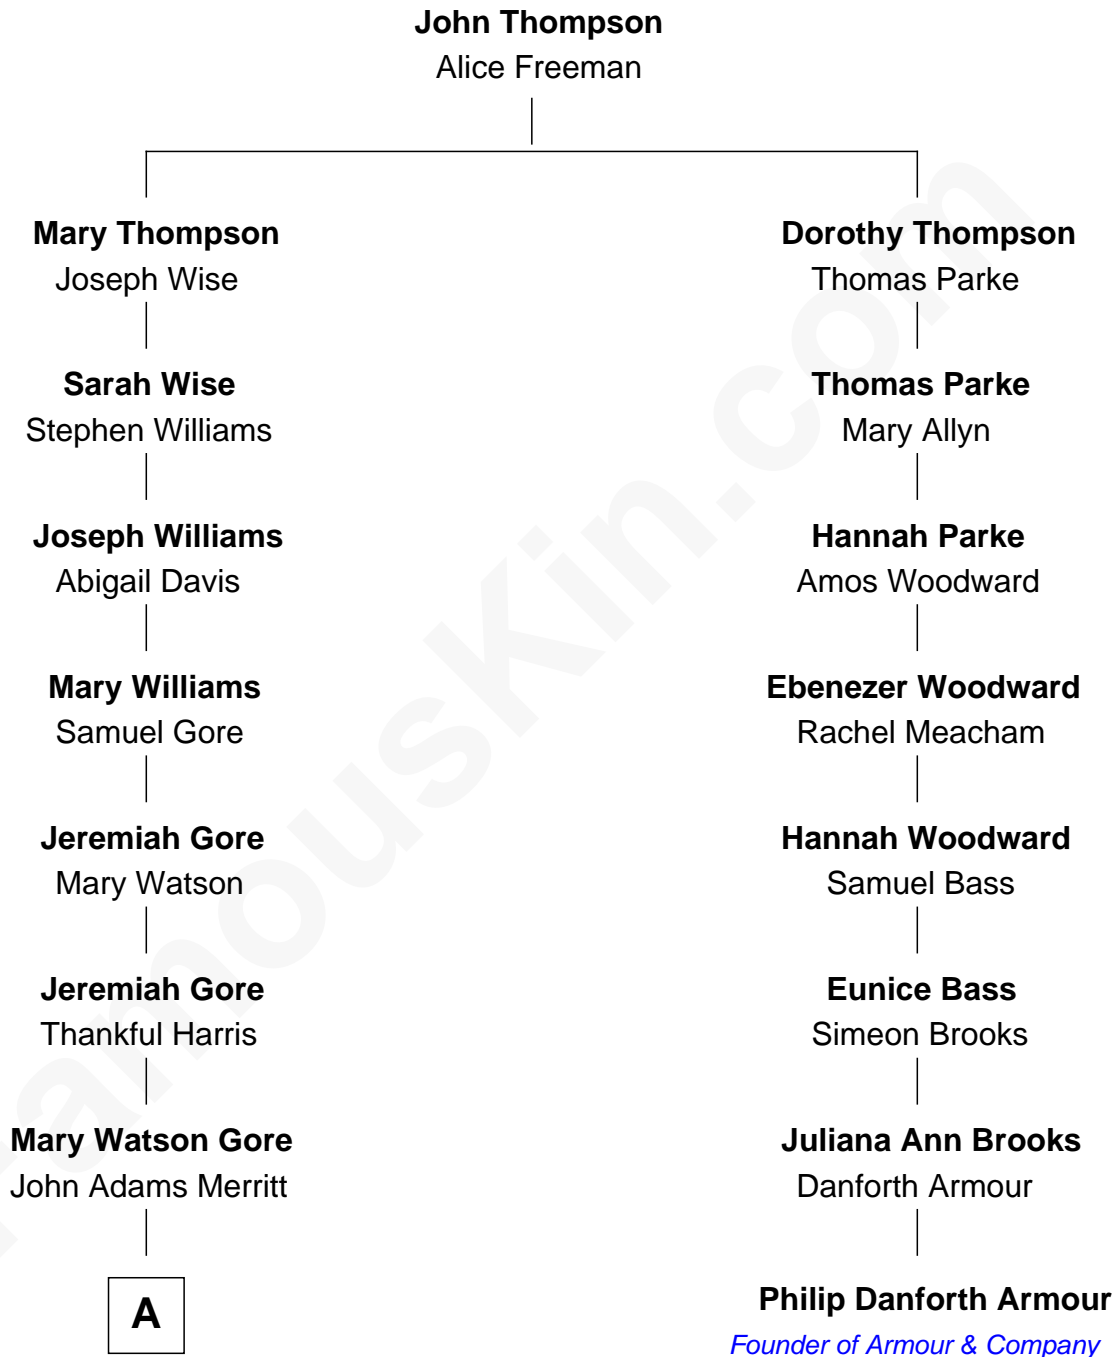 John Thompson
Alice Freeman
Mary Thompson
Joseph Wise
Dorothy Thompson
Thomas Parke
Sarah Wise
Stephen Williams
Thomas Parke
Mary Allyn
Joseph Williams
Abigail Davis
Hannah Parke
Amos Woodward
Mary Williams
Samuel Gore
Ebenezer Woodward
Rachel Meacham
Jeremiah Gore
Mary Watson
Hannah Woodward
Samuel Bass
Jeremiah Gore
Thankful Harris
Eunice Bass
Simeon Brooks
Mary Watson Gore
John Adams Merritt
Juliana Ann Brooks
Danforth Armour
A
Philip Danforth Armour
Founder of Armour & Company
FamousKin.com